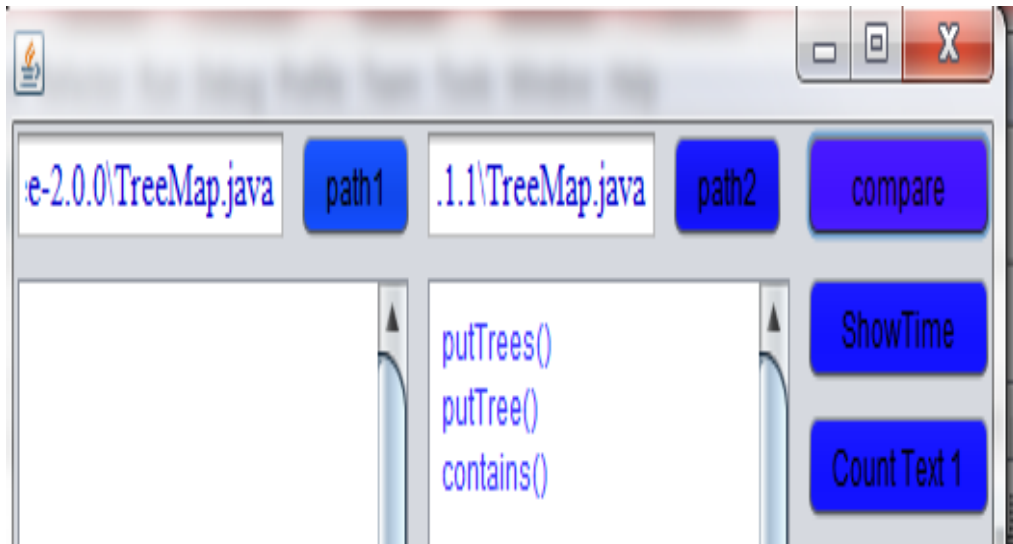 :e-2.0.0\TreeMap.java path1 .1.1\TreeMap.java path2 compare
putTrees()
putTree()
contains()
ShowTime
Count Text 1